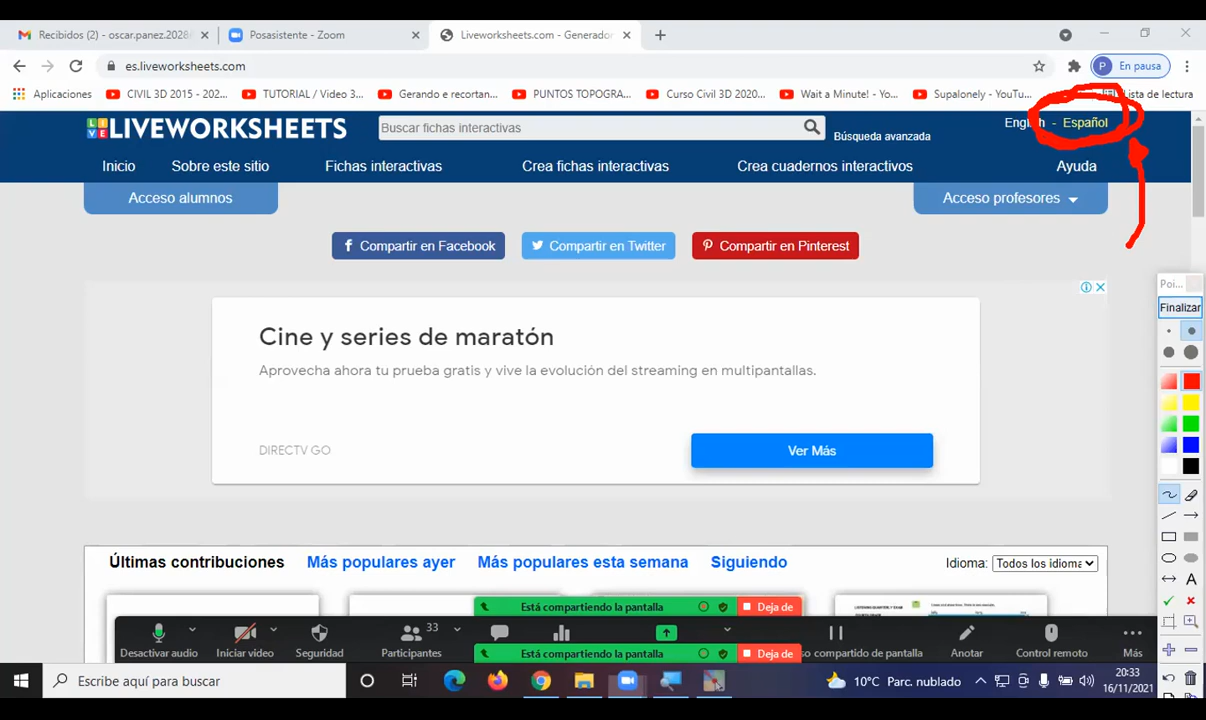 Recibidos (2) - oscar.panez.2028
Posasistente - Zoom
Liveworksheets.com - Generador
es.liveworksheets.com
P En pausa
Aplicaciones
CIVIL 3D 2015 - 202...
TUTORIAL / Video 3...
Gerando e recortan...
PUNTOS TOPOGRA...
Curso Civil 3D 2020...
Wait a Minute! - Yo...
Supalonely - YouTu...
Lista de lectura
LIVE LIVEWORKSHEETS
Buscar fichas interactivas
Búsqueda avanzada
English - Español
Inicio
Sobre este sitio
Fichas interactivas
Crea fichas interactivas
Crea cuadernos interactivos
Ayuda
Acceso alumnos
Acceso profesores
Compartir en Facebook
Compartir en Twitter
Compartir en Pinterest
Poi...
Finalizar
Cine y series de maratón
Aprovecha ahora tu prueba gratis y vive la evolución del streaming en multipantallas.
DIRECTV GO
Ver Más
A
Últimas contribuciones
Más populares ayer
Más populares esta semana
Siguiendo
Idioma: Todos los idioma
Está compartiendo la pantalla
Deja de
33
Desactivar audio
Iniciar video
Seguridad
Participantes
Está compartiendo la pantalla
Deja de
so compartido de pantalla
Anotar
Control remoto
Más
Escribe aquí para buscar
10°C Parc. nublado
20:33
16/11/2021